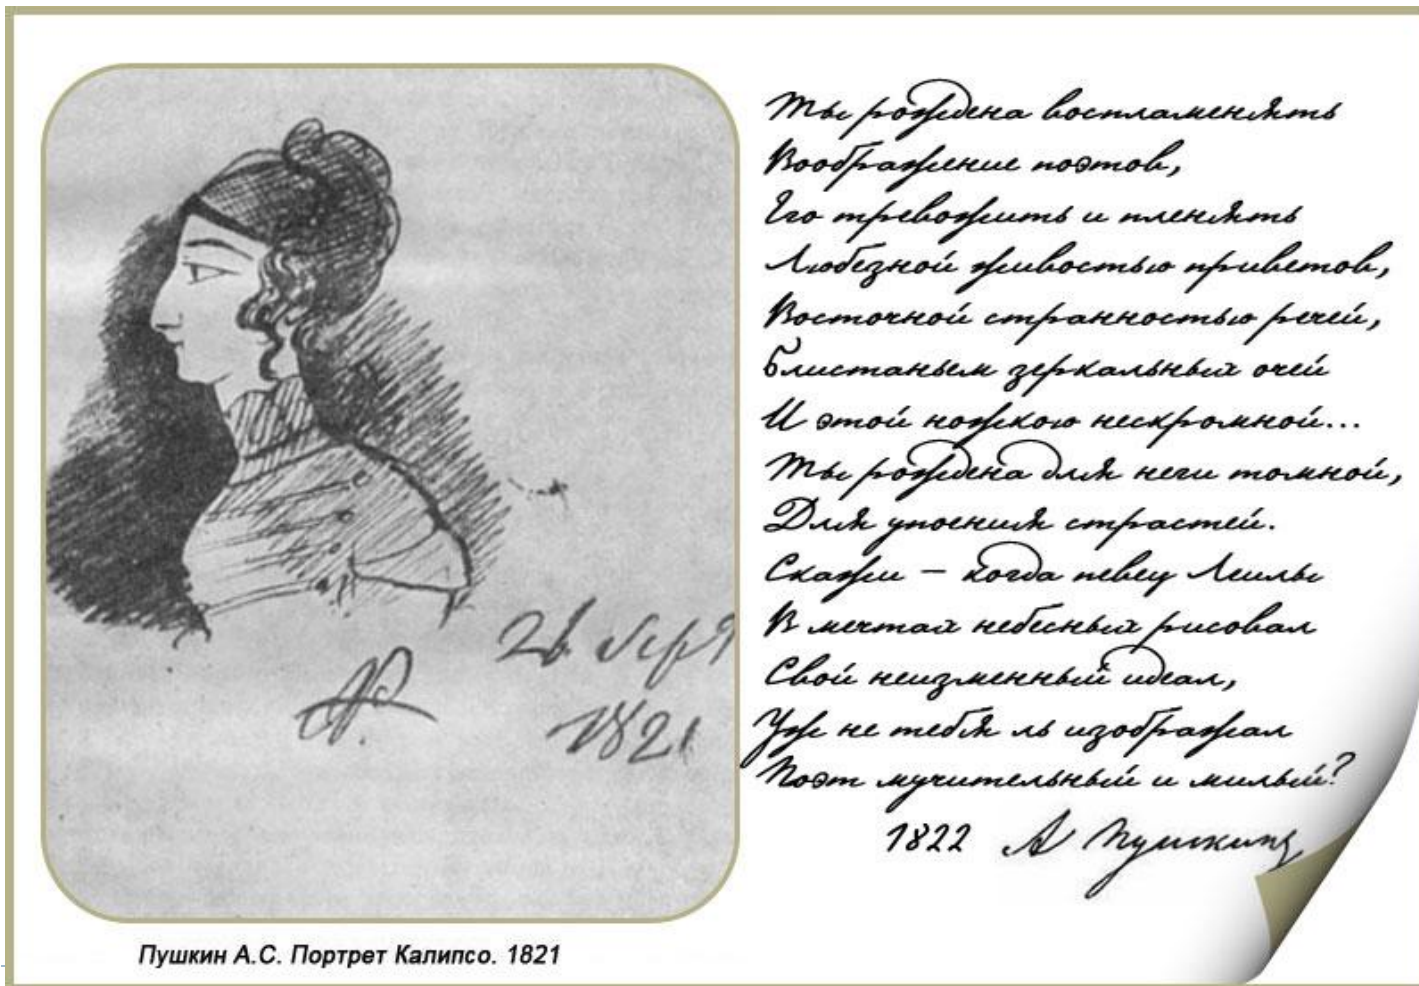 Ты рождена воспламенять
Воображение поэтов,
Его тревожить и пленять
Любезной живостью приветов,
Восточной странностью речей,
Блистаньем зеркальных очей
И этой ножкою нескромной...
Ты рождена для неги томной,
Для упоения страстей.
Скажи – когда певец Леилы
В мечтах небесных рисовал
Свой неизменный идеал,
Уж не тебя ль изображал
Поэт мучительный и милый?
1822 А Пушкинъ
26
1821
Пушкин А.С. Портрет Калипсо. 1821